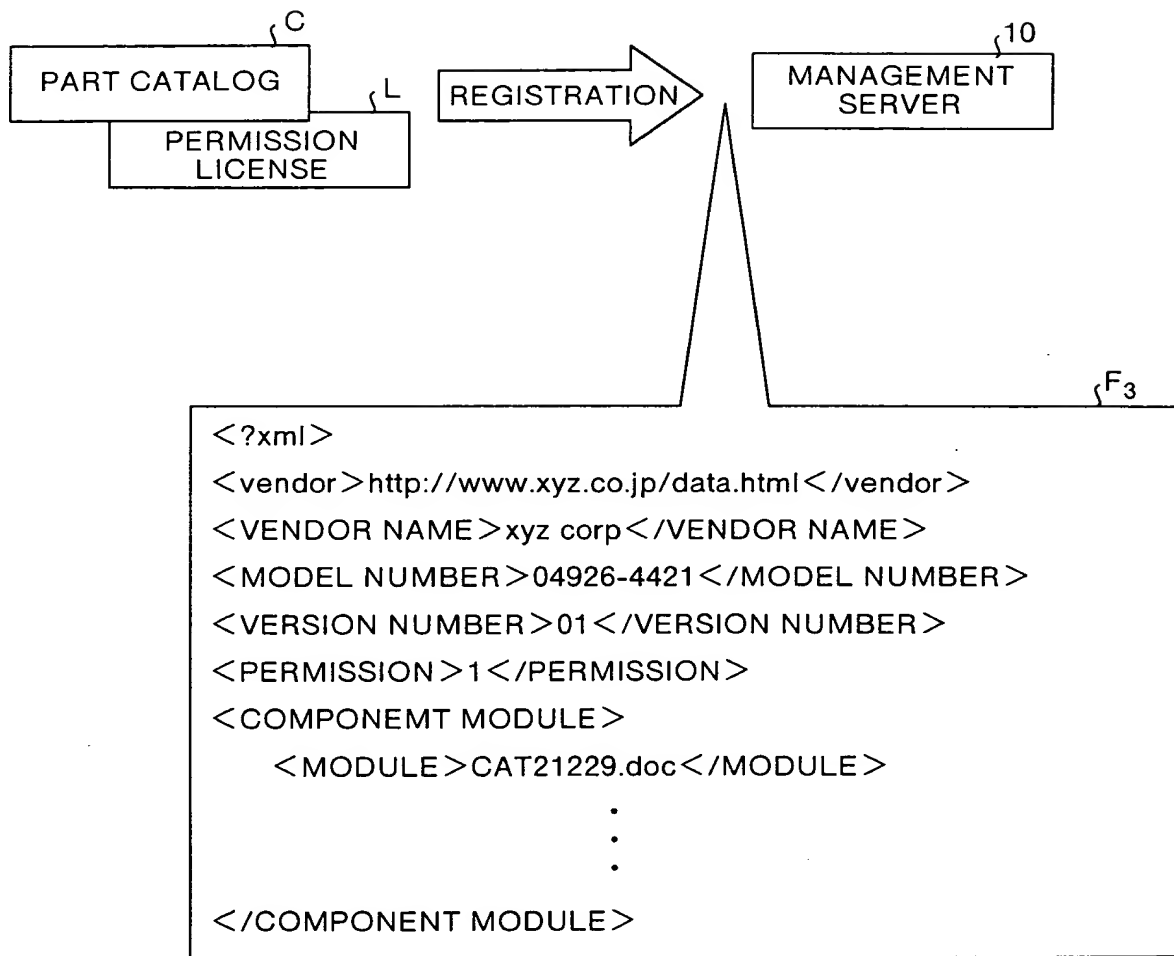 C
PART CATALOG
L
PERMISSION
LICENSE
REGISTRATION
10
MANAGEMENT
SERVER
F3
<?xml>
<vendor>http://www.xyz.co.jp/data.html</vendor>
<VENDOR NAME>xyz corp</VENDOR NAME>
<MODEL NUMBER>04926-4421</MODEL NUMBER>
<VERSION NUMBER>01</VERSION NUMBER>
<PERMISSION>1</PERMISSION>
<COMPONEMT MODULE>
<MODULE>CAT21229.doc</MODULE>
.
.
.
</COMPONENT MODULE>